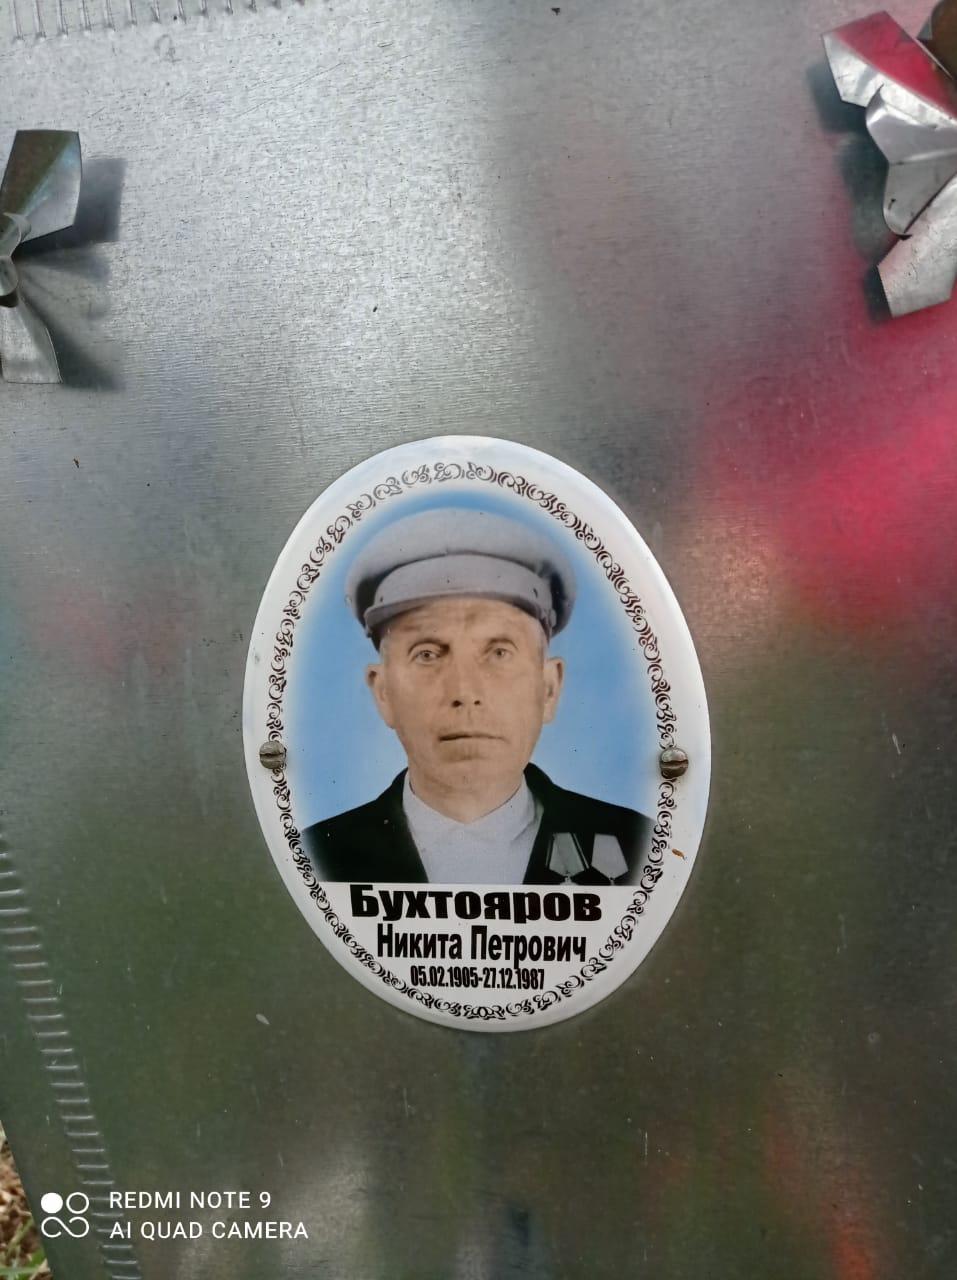 Бухтояров
Никита Петрович
05.02.1905-27.12.1987
REDMI NOTE 9
AI QUAD CAMERA